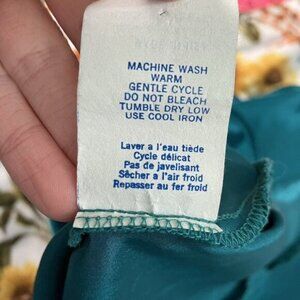 MACHINE WASH
WARM
GENTLE CYCLE
DO NOT BLEACH
TUMBLE DRY LOW
USE COOL IRON
Laver a l'eau tiède
Cycle délicat
Pas de javelisant
Sécher a l'air froid
Repasser au fer froid